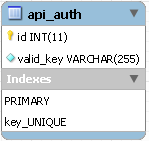 api_auth
id INT(11)
valid_key VARCHAR(255)
Indexes
PRIMARY
key_UNIQUE